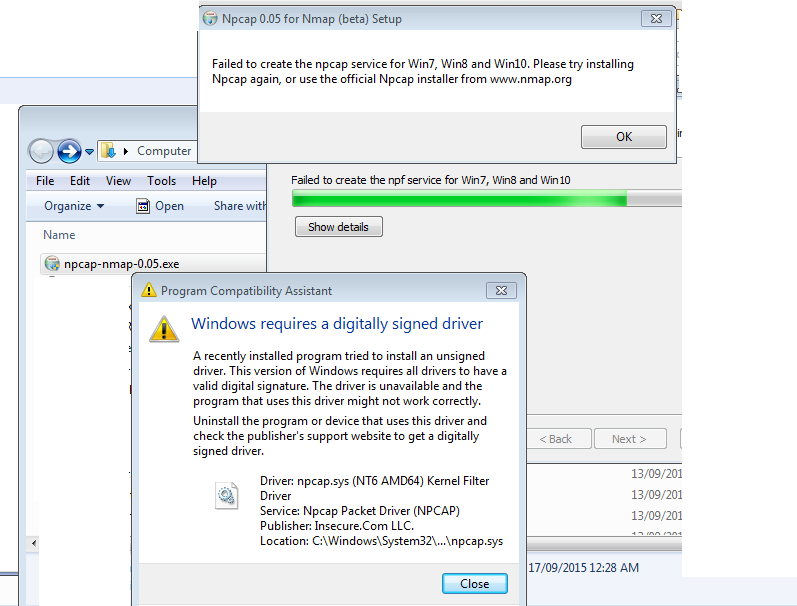 Npcap 0.05 for Nmap (beta) Setup
Failed to create the npcap service for Win7, Win8 and Win10. Please try installing
Npcap again, or use the official Npcap installer from www.nmap.org
OK
Computer
File Edit View Tools Help
Organize Open Share with
Name
npcap-nmap-0.05.exe
Failed to create the npf service for Win7, Win8 and Win10
Show details
Program Compatibility Assistant
Windows requires a digitally signed driver
A recently installed program tried to install an unsigned
driver. This version of Windows requires all drivers to have a
valid digital signature. The driver is unavailable and the
program that uses this driver might not work correctly.
Uninstall the program or device that uses this driver and
check the publisher's support website to get a digitally
signed driver.
Driver: npcap.sys (NT6 AMD64) Kernel Filter
Driver
Service: Npcap Packet Driver (NPCAP)
Publisher: Insecure.Com LLC.
Location: C:\Windows\System32\...\npcap.sys
Close
< Back Next >
13/09/201
13/09/201
13/09/201
17/09/2015 12:28 AM